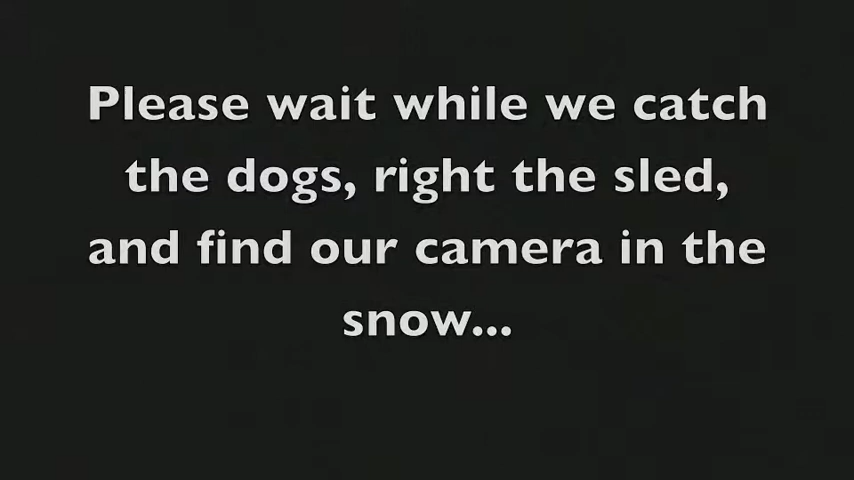 Please wait while we catch
the dogs, right the sled,
and find our camera in the
snow...